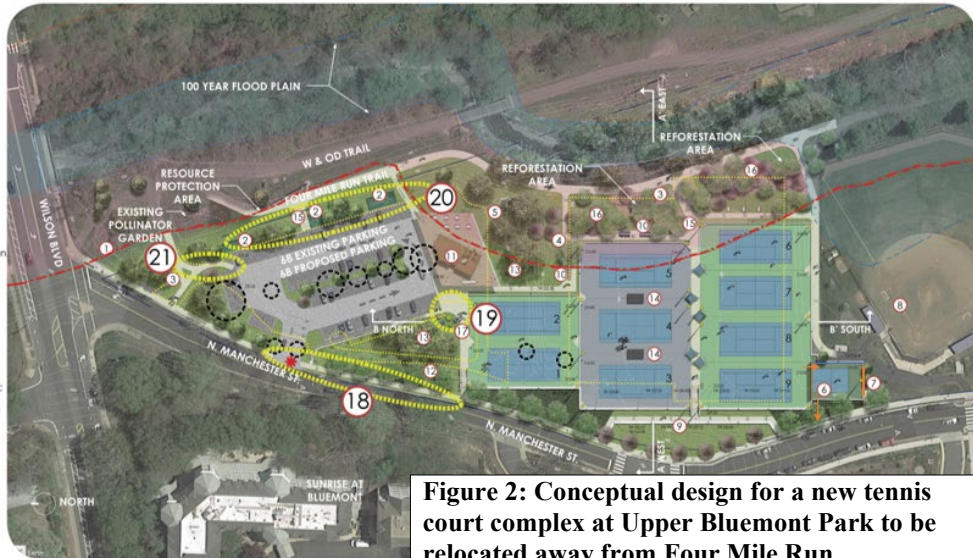 100 YEAR FLOOD PLAIN
A' EAST
REFORESTATION
AREA
W & OD TRAIL
REFORESTATION
AREA
RESOURCE
PROTECTION
AREA
FOUR MILE RUN TRAIL
EXISTING
POLLINATOR
GARDEN
WILSON BLVD
16
16
3
2
2
2
15
20
5
15
10
4
6
1
21
3
68 EXISTING PARKING
68 PROPOSED PARKING
11
13
10
5
7
14
8
B NORTH
19
17
2
4
B' SOUTH
13
14
8
12
3
9
6
7
N. MANCHESTER ST.
18
9
N. MANCHESTER ST.
A WEST
SUNRISE AT
BLUEMONT
NORTH
Earth
Figure 2: Conceptual design for a new tennis
court complex at Upper Bluemont Park to be
relocated away from Four Mile Run